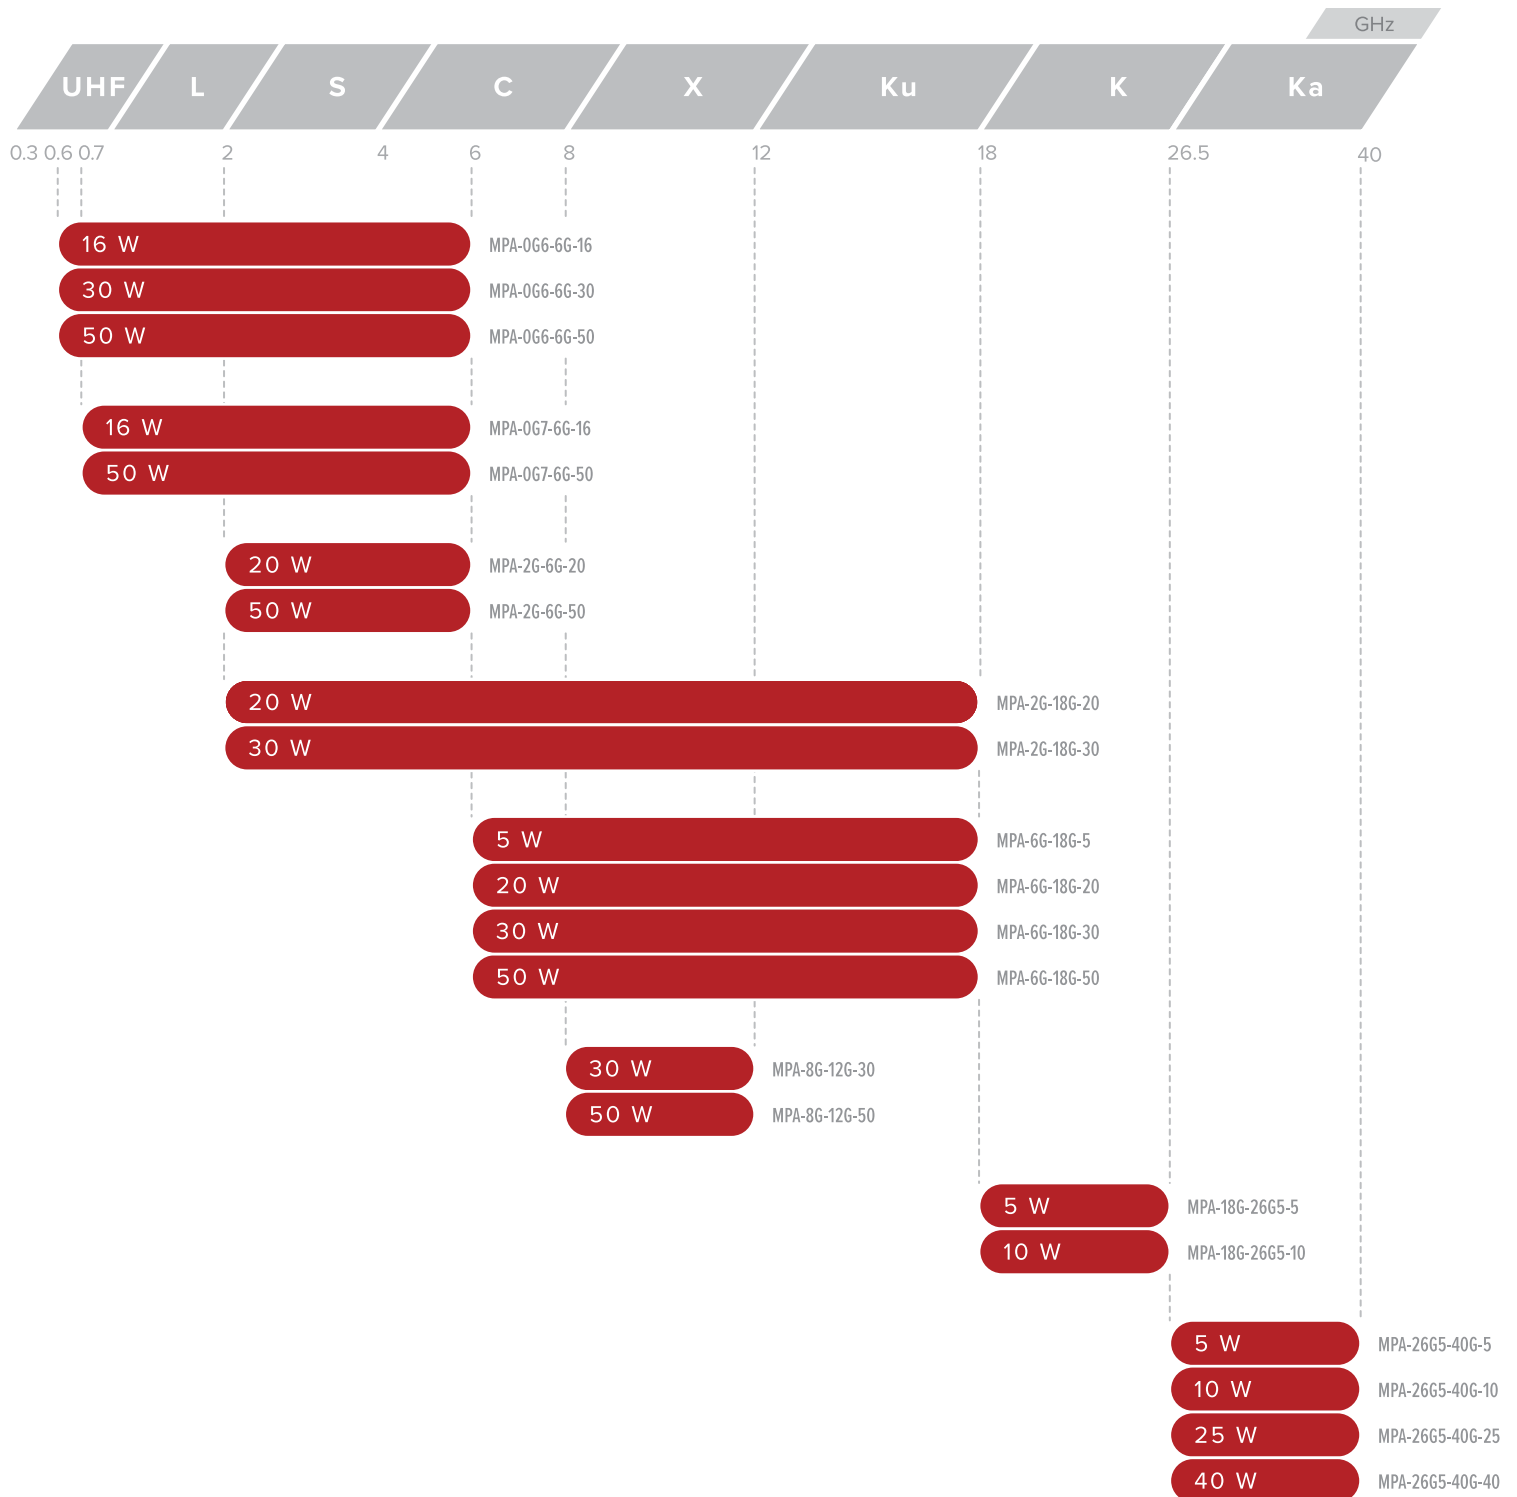 GHz
UHF L S C X Ku K Ka
0.3 0.6 0.7 2 4 6 8 12 18 26.5 40
16 W MPA-0G6-6G-16
30 W MPA-0G6-6G-30
50 W MPA-0G6-6G-50
16 W MPA-0G7-6G-16
50 W MPA-0G7-6G-50
20 W MPA-2G-6G-20
50 W MPA-2G-6G-50
20 W MPA-2G-18G-20
30 W MPA-2G-18G-30
5 W MPA-6G-18G-5
20 W MPA-6G-18G-20
30 W MPA-6G-18G-30
50 W MPA-6G-18G-50
30 W MPA-8G-12G-30
50 W MPA-8G-12G-50
5 W MPA-18G-26G5-5
10 W MPA-18G-26G5-10
5 W MPA-26G5-40G-5
10 W MPA-26G5-40G-10
25 W MPA-26G5-40G-25
40 W MPA-26G5-40G-40